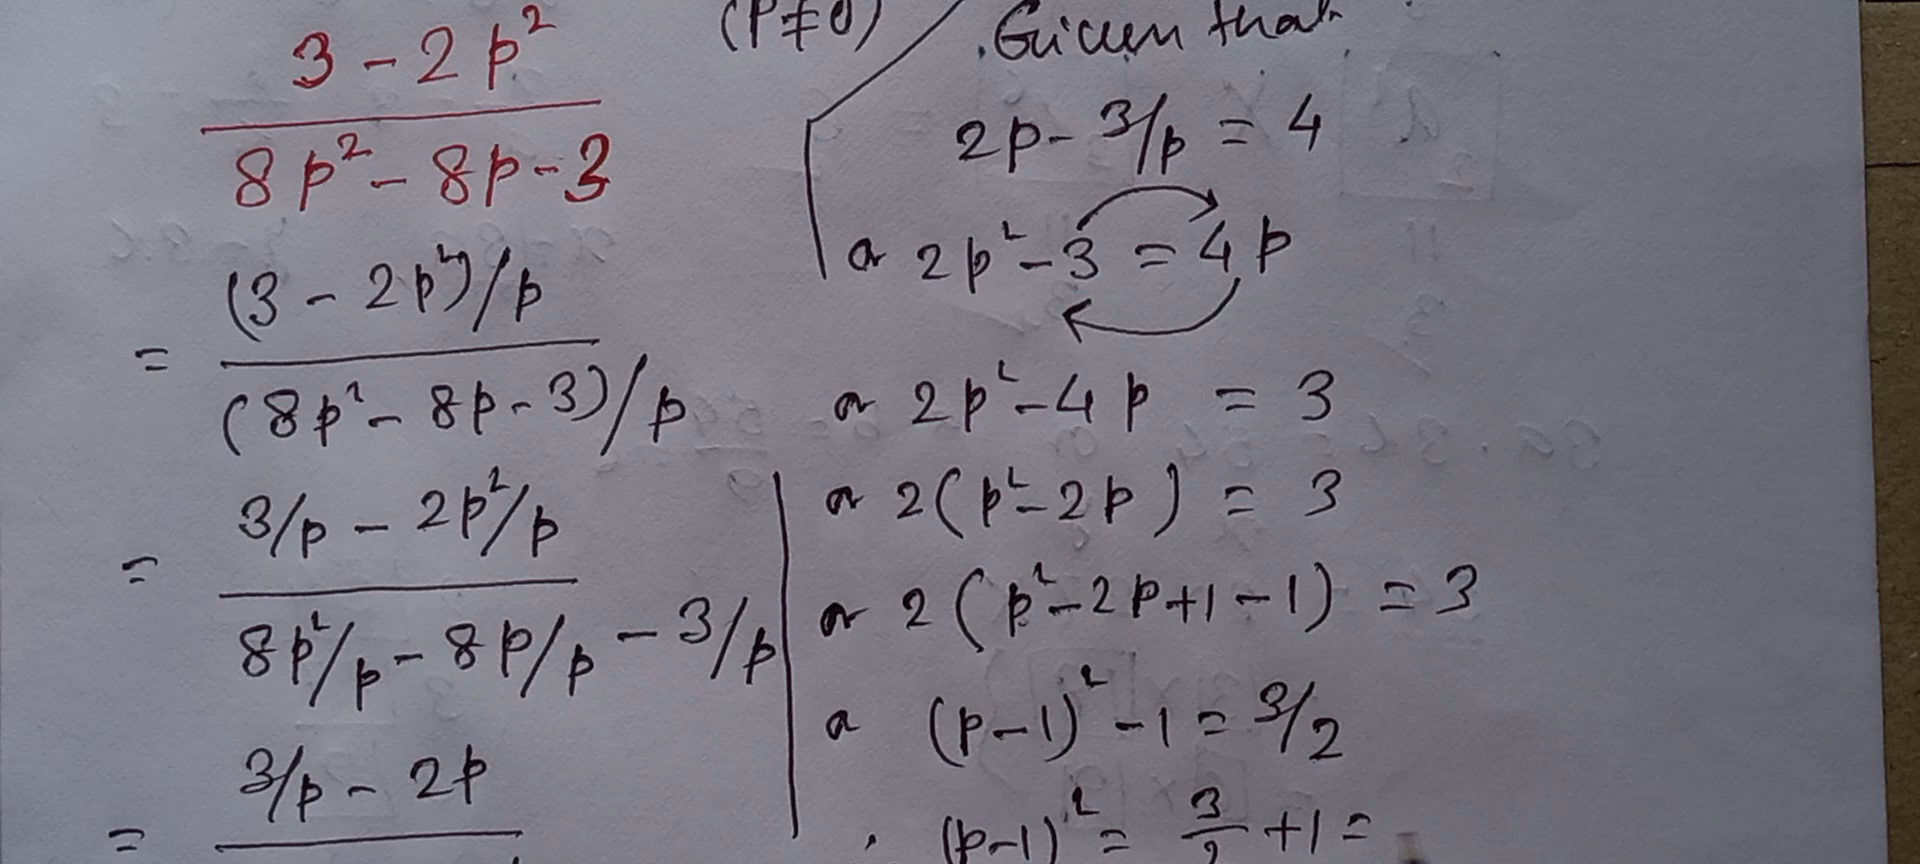 3 - 2p²
8p² - 8p - 3
= (3 - 2p²)/p
(8p² - 8p - 3)/p
= 3/p - 2p²/p
8p²/p - 8p/p - 3/p
= 3/p - 2p
(P ≠ 0)
Given that
2p - 3/p = 4
or 2p² - 3 = 4p
or 2p² - 4p = 3
or 2(p² - 2p) = 3
or 2(p² - 2p + 1 - 1) = 3
or (p - 1)² - 1 = 3/2
(p - 1)² = 3/2 + 1 =